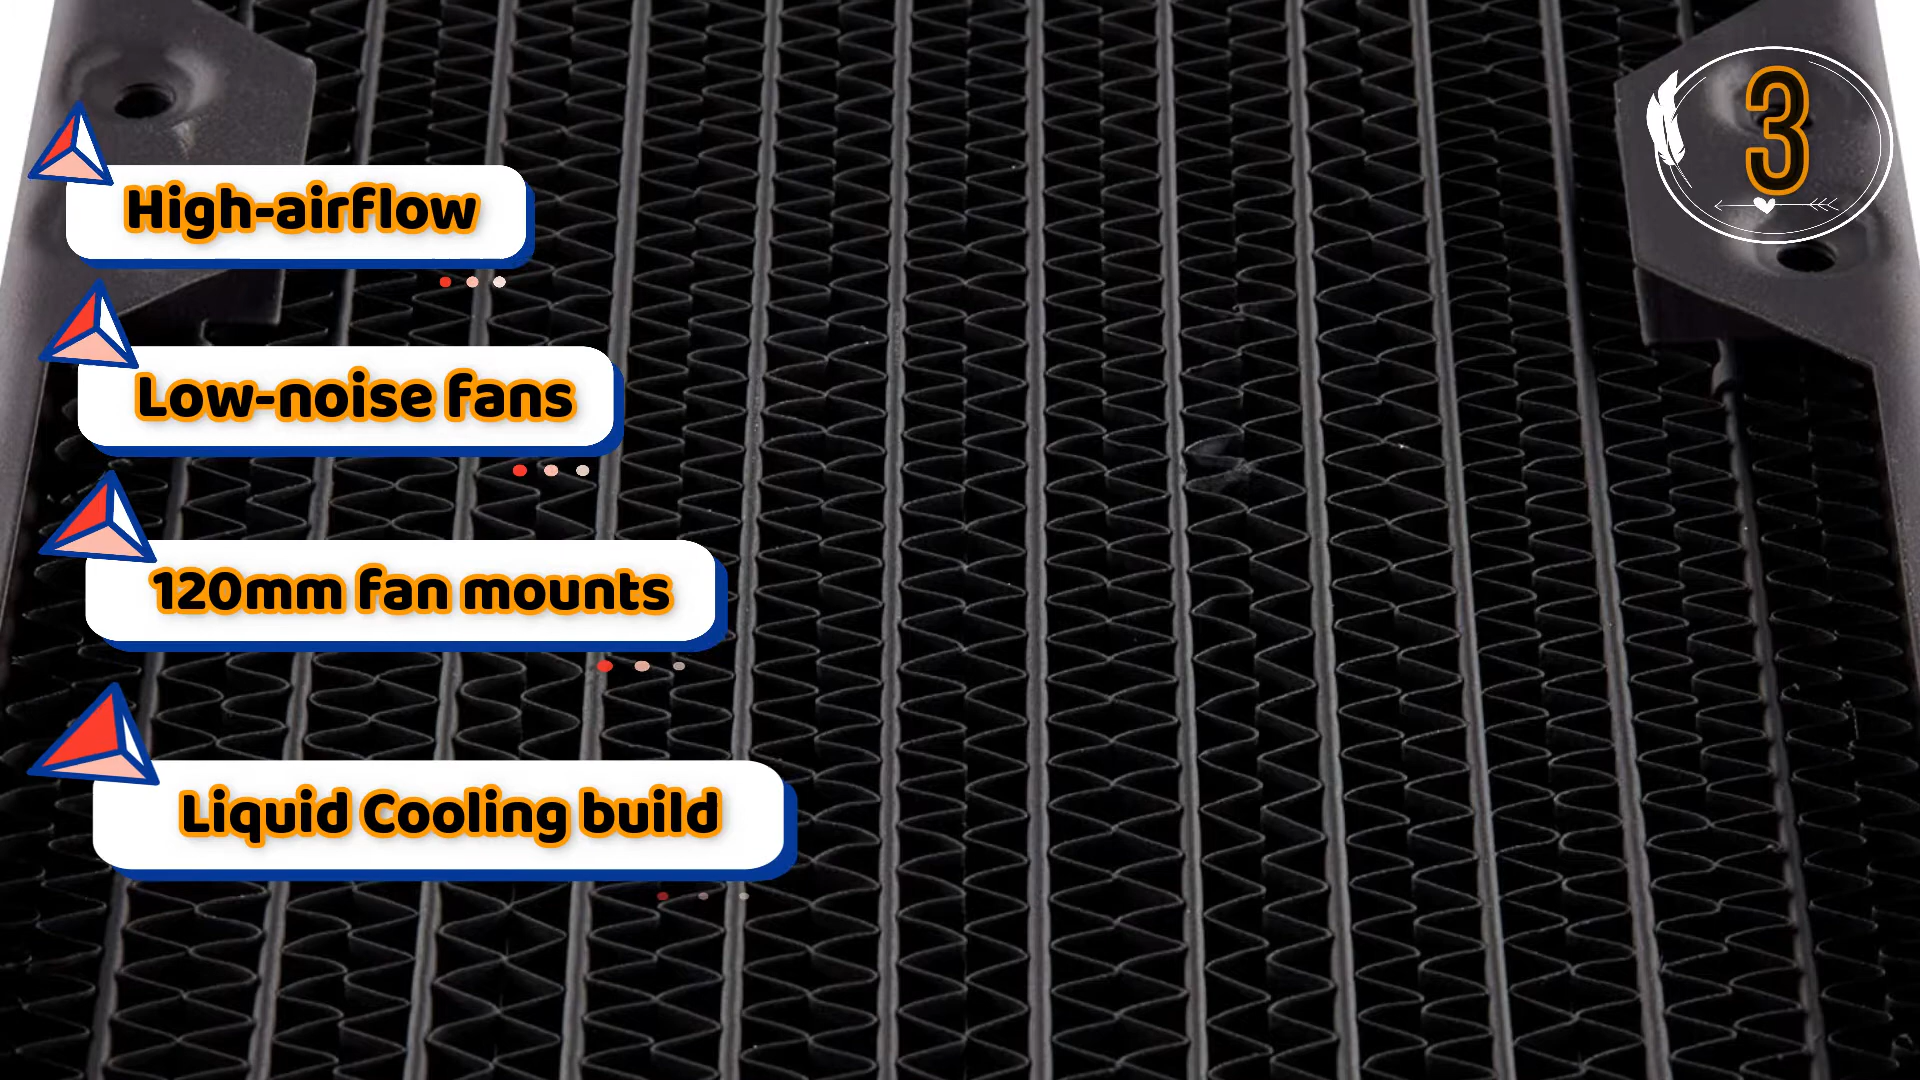 3
High-airflow
Low-noise fans
120mm fan mounts
Liquid Cooling build